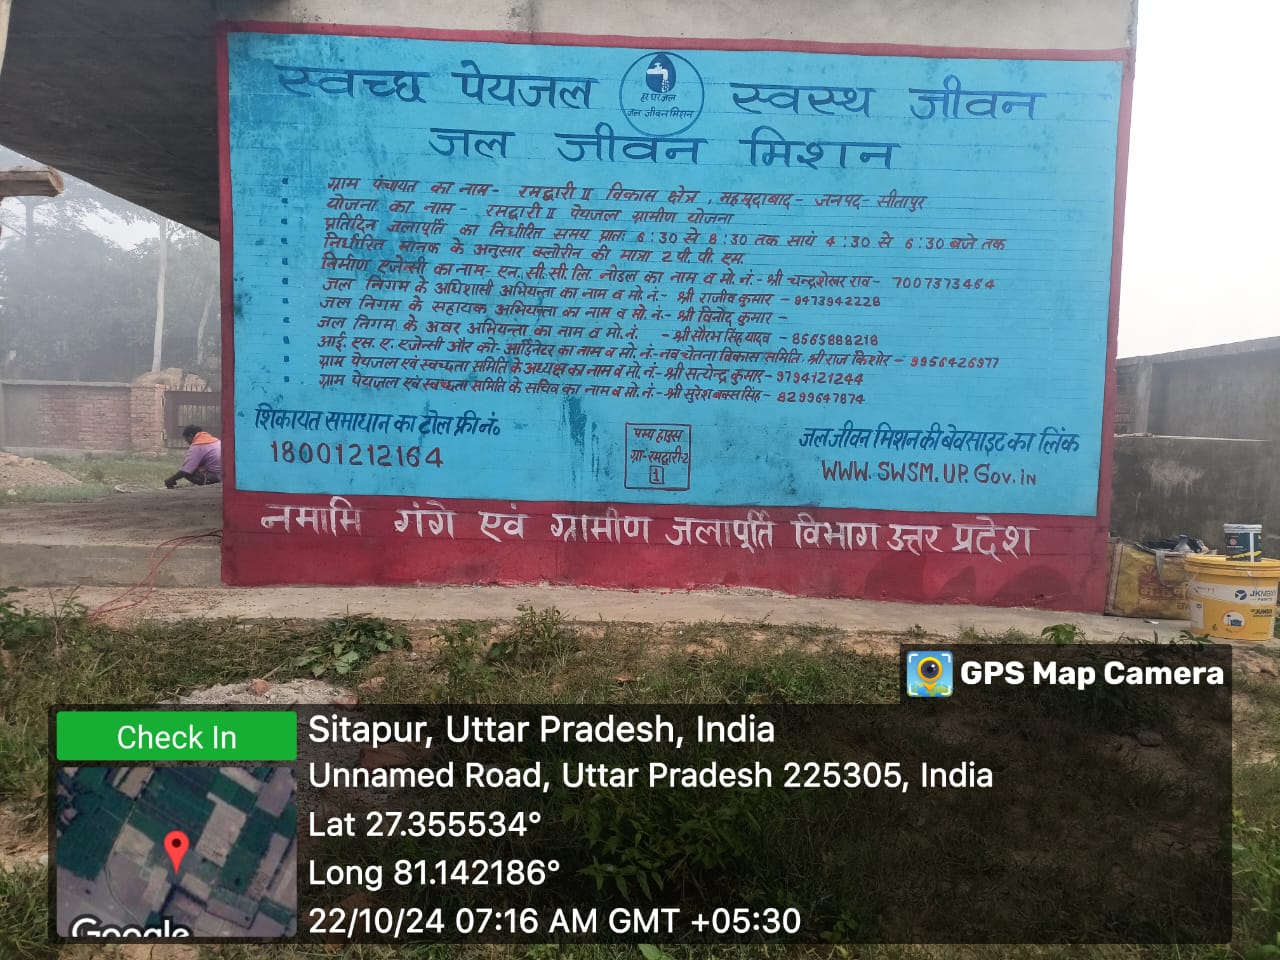 स्वच्छ पेयजल
हर घर जल
जल जीवन मिशन
स्वस्थ जीवन
जल जीवन मिशन
ग्राम पंचायत का नाम- रमद्वारी II विकास क्षेत्र, महमूदाबाद- जनपद- सीतापुर
योजना का नाम- रमद्वारी II पेयजल ग्रामीण योजना
प्रतिदिन जलापूर्ति का निर्धारित समय प्रातः 6:30 से 8:30 तक सायं 4:30 से 6:30 बजे तक
निर्धारित मानक के अनुसार क्लोरीन की मात्रा 2 पी. पी. एम.
निर्माण एजेन्सी का नाम- एन. सी. सी. लि. नोडल का नाम व मो. नं.- श्री चन्द्रशेखर राव- 7007373464
जल निगम के अधिशासी अभियन्ता का नाम व मो. नं.- श्री राजीव कुमार - 9473942228
जल निगम के सहायक अभियन्ता का नाम व मो. नं.- श्री विनोद कुमार -
जल निगम के अवर अभियन्ता का नाम व मो. नं. - श्री सौरभ सिंह यादव - 8565888218
आई. एस. ए. एजेन्सी और को- आर्डिनेटर का नाम व मो. नं.- नव चेतना विकास समिति, श्री राज किशोर - 9956426977
ग्राम पेयजल एवं स्वच्छता समिति के अध्यक्ष का नाम व मो. नं.- श्री सत्येन्द्र कुमार- 9794121244
ग्राम पेयजल एवं स्वच्छता समिति के सचिव का नाम व मो. नं.- श्री सुरेश बक्स सिंह- 8299647874
शिकायत समाधान का टोल फ्री नं०
18001212164
पम्प हाउस
ग्रा०-रमद्वारी-2
1
जल जीवन मिशन की बेवसाइट का लिंक
WWW.SWSM.UP.Gov.iN
नमामि गंगे एवं ग्रामीण जलापूर्ति विभाग उत्तर प्रदेश
GPS Map Camera
Check In
Sitapur, Uttar Pradesh, India
Unnamed Road, Uttar Pradesh 225305, India
Lat 27.355534°
Long 81.142186°
22/10/24 07:16 AM GMT +05:30
Google